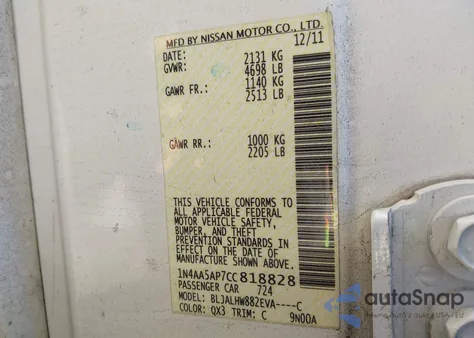 MFD BY NISSAN MOTOR CO., LTD.
DATE: 12/11
GVWR: 2131 KG
4698 LB
GAWR FR.: 1140 KG
2513 LB
GAWR RR.: 1000 KG
2205 LB
THIS VEHICLE CONFORMS TO
ALL APPLICABLE FEDERAL
MOTOR VEHICLE SAFETY,
BUMPER, AND THEFT
PREVENTION STANDARDS IN
EFFECT ON THE DATE OF
MANUFACTURE SHOWN ABOVE.
1N4AA5AP7CC818828
PASSENGER CAR 724
MODEL: BLJALHW882EVA----C
COLOR: QX3 TRIM: C 9N00A
autoSnap